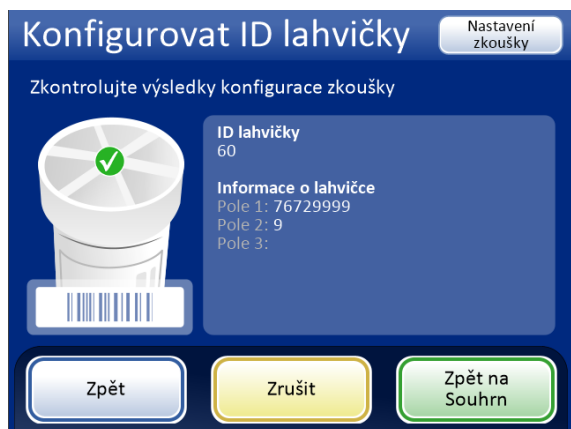 Konfigurovat ID lahvičky
Nastavení
zkoušky
Zkontrolujte výsledky konfigurace zkoušky
ID lahvičky
60
Informace o lahvičce
Pole 1: 76729999
Pole 2: 9
Pole 3:
Zpět
Zrušit
Zpět na
Souhrn